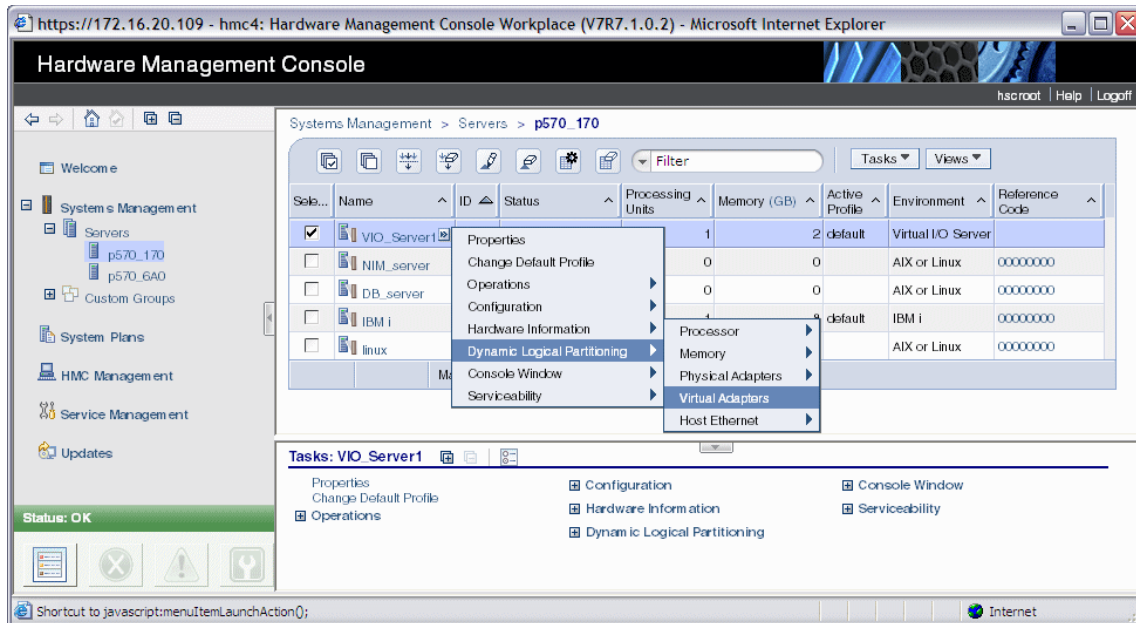 https://172.16.20.109 - hmc4: Hardware Management Console Workplace (V7R7.1.0.2) - Microsoft Internet Explorer
Hardware Management Console
hscroot | Help | Logoff
Welcome
Systems Management
Servers
p570_170
p570_6A0
Custom Groups
System Plans
HMC Management
Service Management
Updates
Status: OK
Systems Management > Servers > p570_170
Filter
Tasks
Views
Sele... Name ID Status Processing Units Memory (GB) Active Profile Environment Reference Code
VIO_Server1 1 2 default Virtual I/O Server
NIM_server 0 0 AIX or Linux 00000000
DB_server 0 0 AIX or Linux 00000000
IBM i default IBM i 00000000
linux AIX or Linux 00000000
Properties
Change Default Profile
Operations
Configuration
Hardware Information
Dynamic Logical Partitioning
Console Window
Serviceability
Processor
Memory
Physical Adapters
Virtual Adapters
Host Ethernet
Tasks: VIO_Server1
Properties
Change Default Profile
Operations
Configuration
Hardware Information
Dynamic Logical Partitioning
Console Window
Serviceability
Shortcut to javascript:menuItemLaunchAction();
Internet